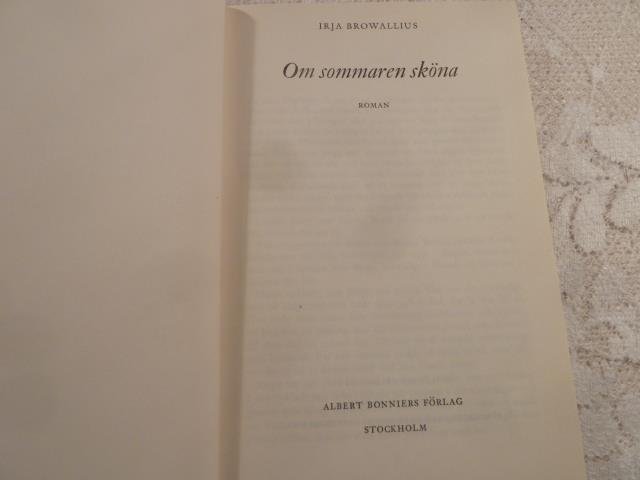 IRJA BROWALLIUS
Om sommaren sköna
ROMAN
ALBERT BONNIERS FÖRLAG
STOCKHOLM